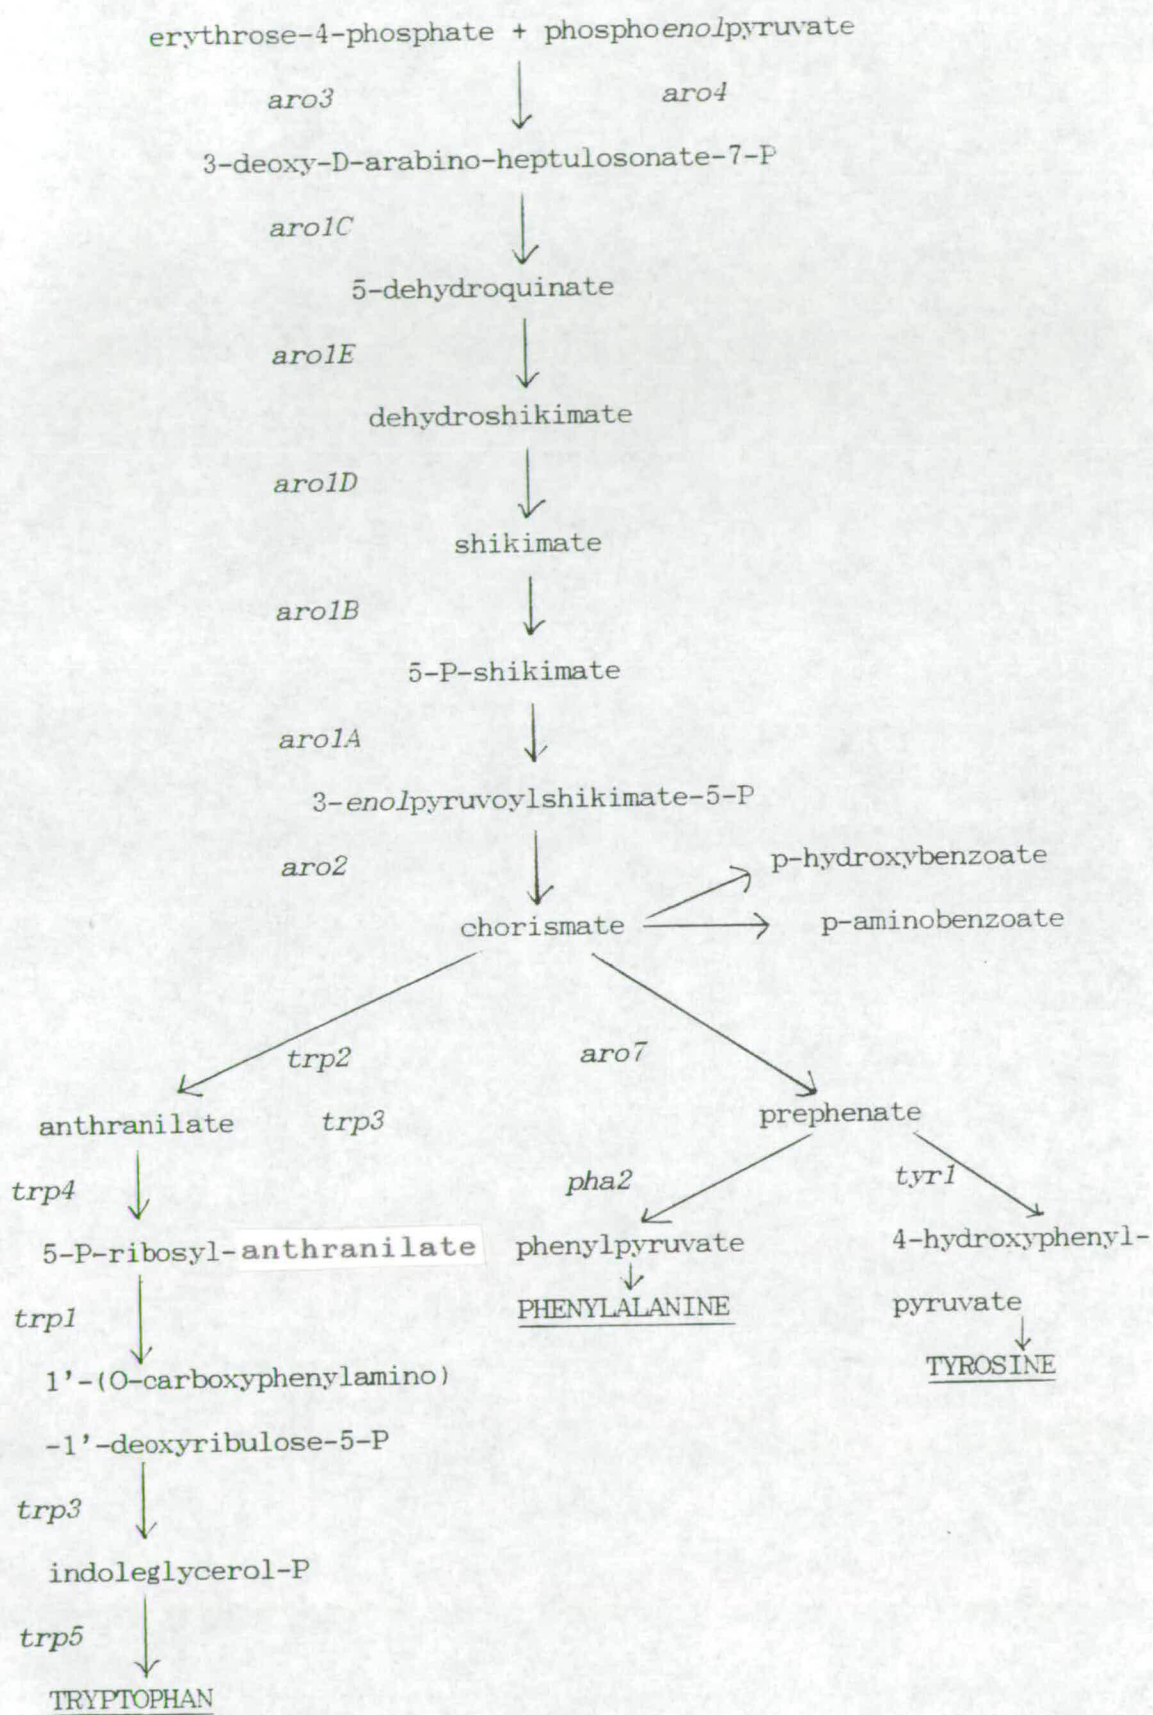 erythrose-4-phosphate + phosphoenolpyruvate
aro3 aro4
3-deoxy-D-arabino-heptulosonate-7-P
aro1C
5-dehydroquinate
aro1E
dehydroshikimate
aro1D
shikimate
aro1B
5-P-shikimate
aro1A
3-enolpyruvoylshikimate-5-P
aro2
p-hydroxybenzoate
chorismate p-aminobenzoate
trp2 aro7
anthranilate trp3 prephenate
trp4 pha2 tyr1
5-P-ribosyl-anthranilate phenylpyruvate 4-hydroxyphenyl-
trp1 PHENYLALANINE pyruvate
1'-(O-carboxyphenylamino) TYROSINE
-1'-deoxyribulose-5-P
trp3
indoleglycerol-P
trp5
TRYPTOPHAN